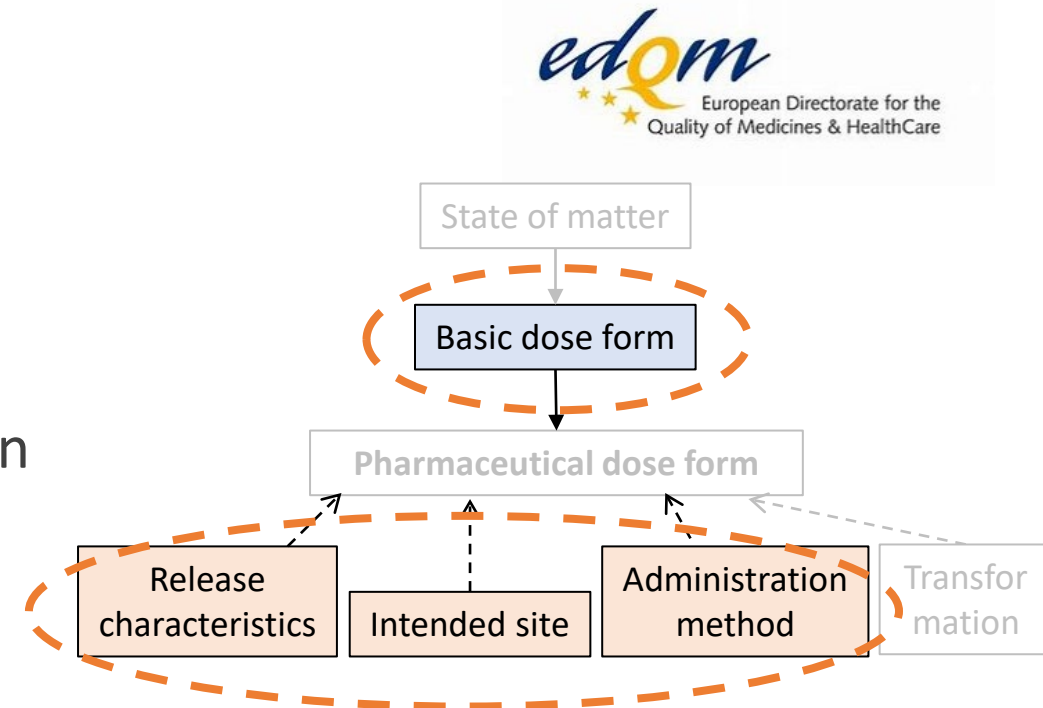 edQm
European Directorate for the
Quality of Medicines & HealthCare
State of matter
Basic dose form
n
Pharmaceutical dose form
Release
characteristics
Intended site
Administration
method
Transfor
mation